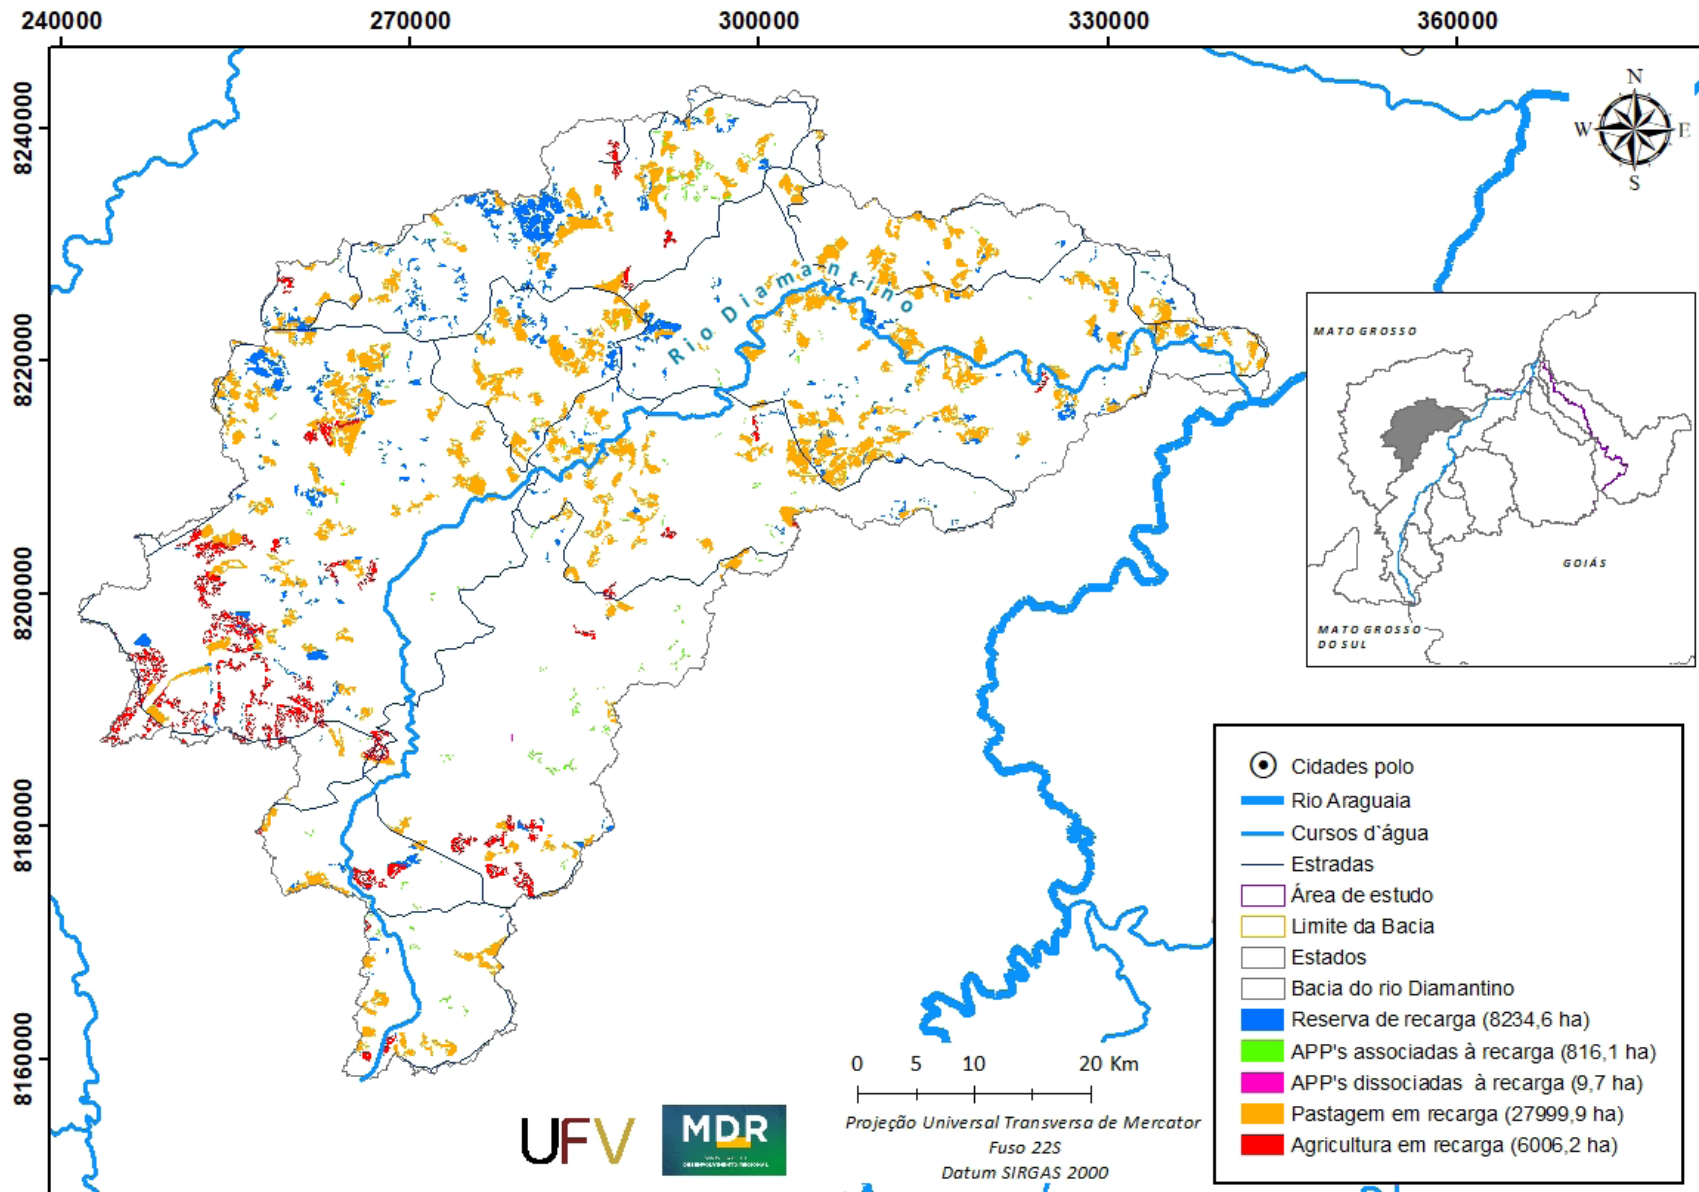 240000 270000 300000 330000 360000
8240000
8220000
8200000
8180000
8160000
Rio Diamantino
N
W E
S
MATO GROSSO
GOIÁS
MATO GROSSO
DO SUL
Cidades polo
Rio Araguaia
Cursos d`água
Estradas
Área de estudo
Limite da Bacia
Estados
Bacia do rio Diamantino
Reserva de recarga (8234,6 ha)
APP's associadas à recarga (816,1 ha)
APP's dissociadas à recarga (9,7 ha)
Pastagem em recarga (27999,9 ha)
Agricultura em recarga (6006,2 ha)
0 5 10 20 Km
Projeção Universal Transversa de Mercator
Fuso 22S
Datum SIRGAS 2000
UFV
MDR
DESENVOLVIMENTO REGIONAL